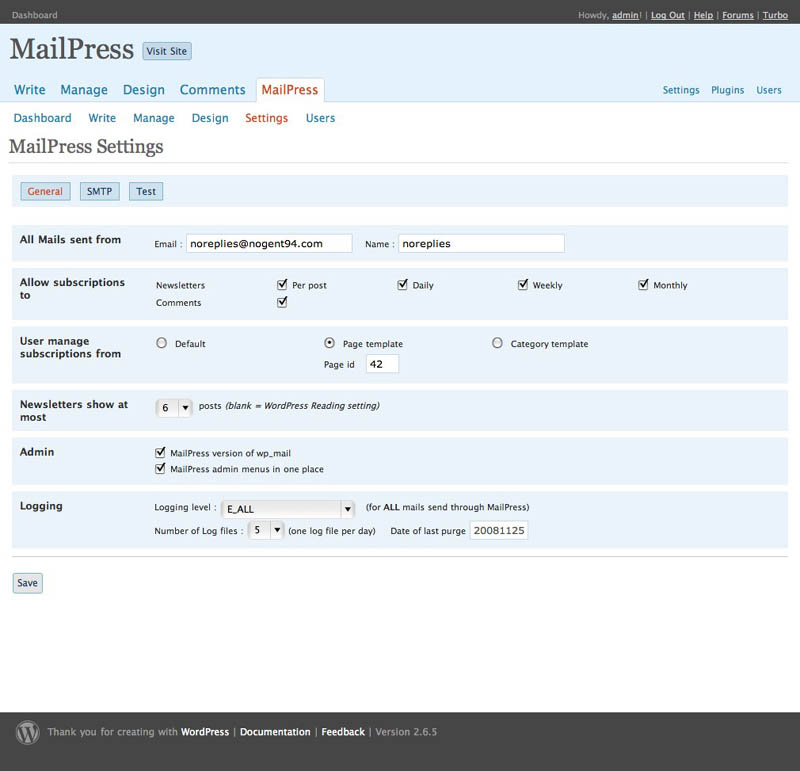 Dashboard Howdy, admin! | Log Out | Help | Forums | Turbo
MailPress Visit Site
Write Manage Design Comments MailPress Settings Plugins Users
Dashboard Write Manage Design Settings Users
MailPress Settings
General SMTP Test
All Mails sent from Email : noreplies@nogent94.com Name : noreplies
Allow subscriptions to Newsletters Per post Daily Weekly Monthly
Comments
User manage subscriptions from Default Page template Category template
Page id 42
Newsletters show at most 6 posts (blank = WordPress Reading setting)
Admin MailPress version of wp_mail
MailPress admin menus in one place
Logging Logging level : E_ALL (for ALL mails send through MailPress)
Number of Log files : 5 (one log file per day) Date of last purge 20081125
Save
Thank you for creating with WordPress | Documentation | Feedback | Version 2.6.5